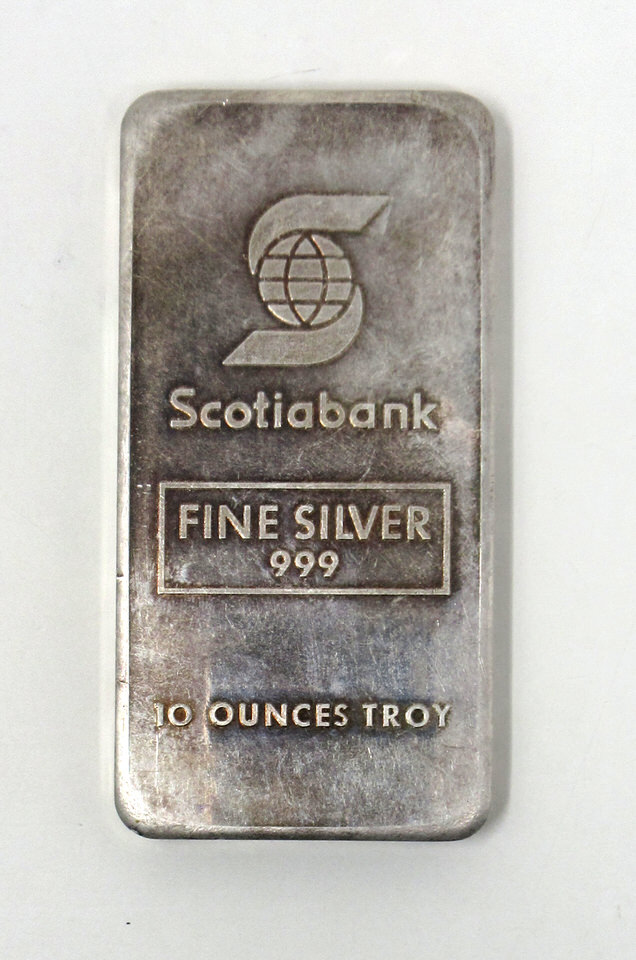 Scotiabank
FINE SILVER
999
10 OUNCES TROY